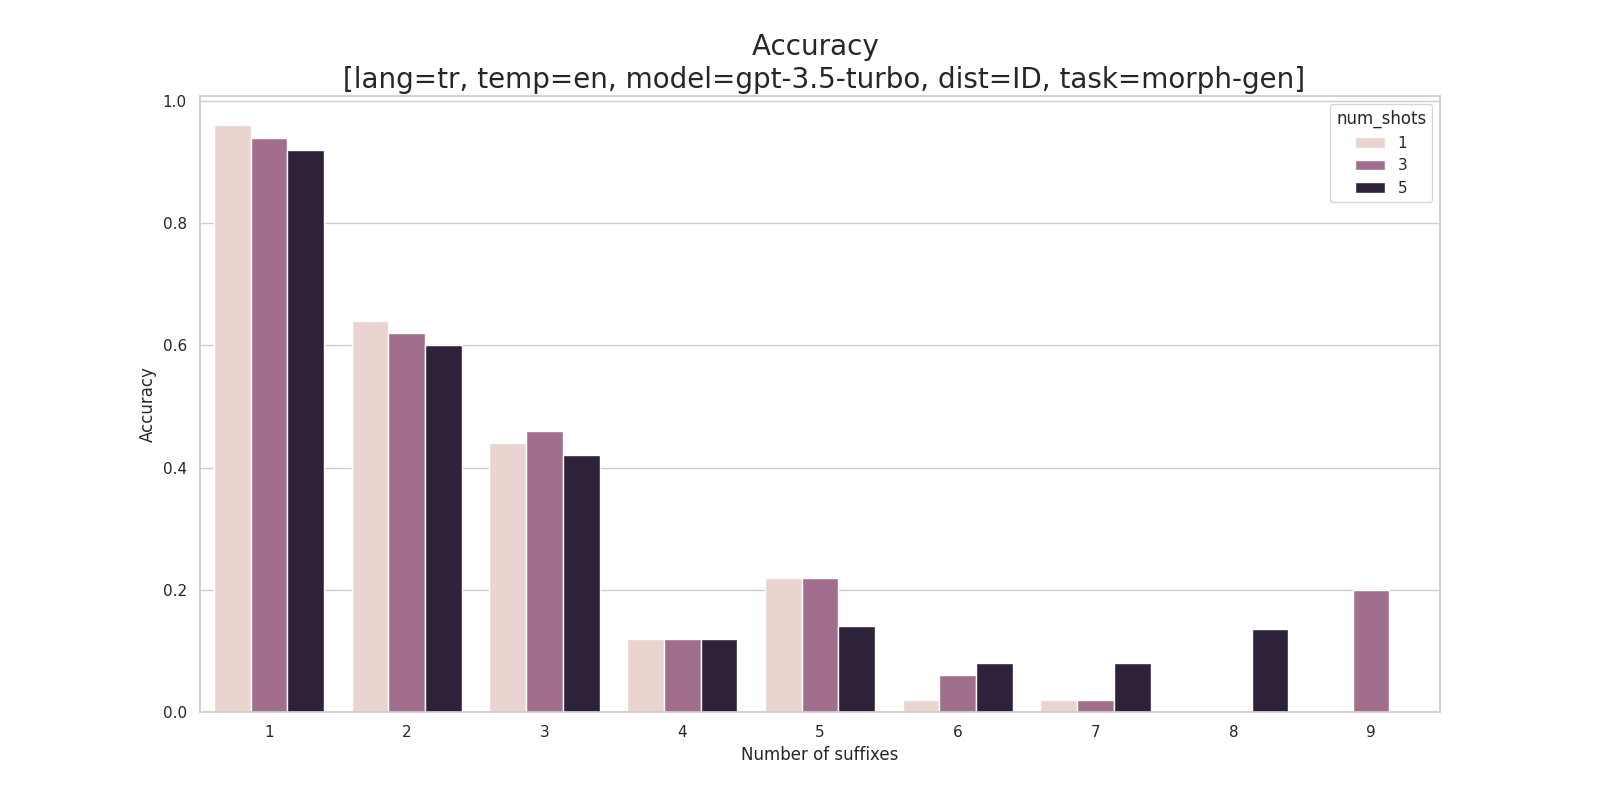 Accuracy
[lang=tr, temp=en, model=gpt-3.5-turbo, dist=ID, task=morph-gen]
1.0
0.8
0.6
0.4
0.2
0.0
Accuracy
num_shots
1
3
5
1 2 3 4 5 6 7 8 9
Number of suffixes